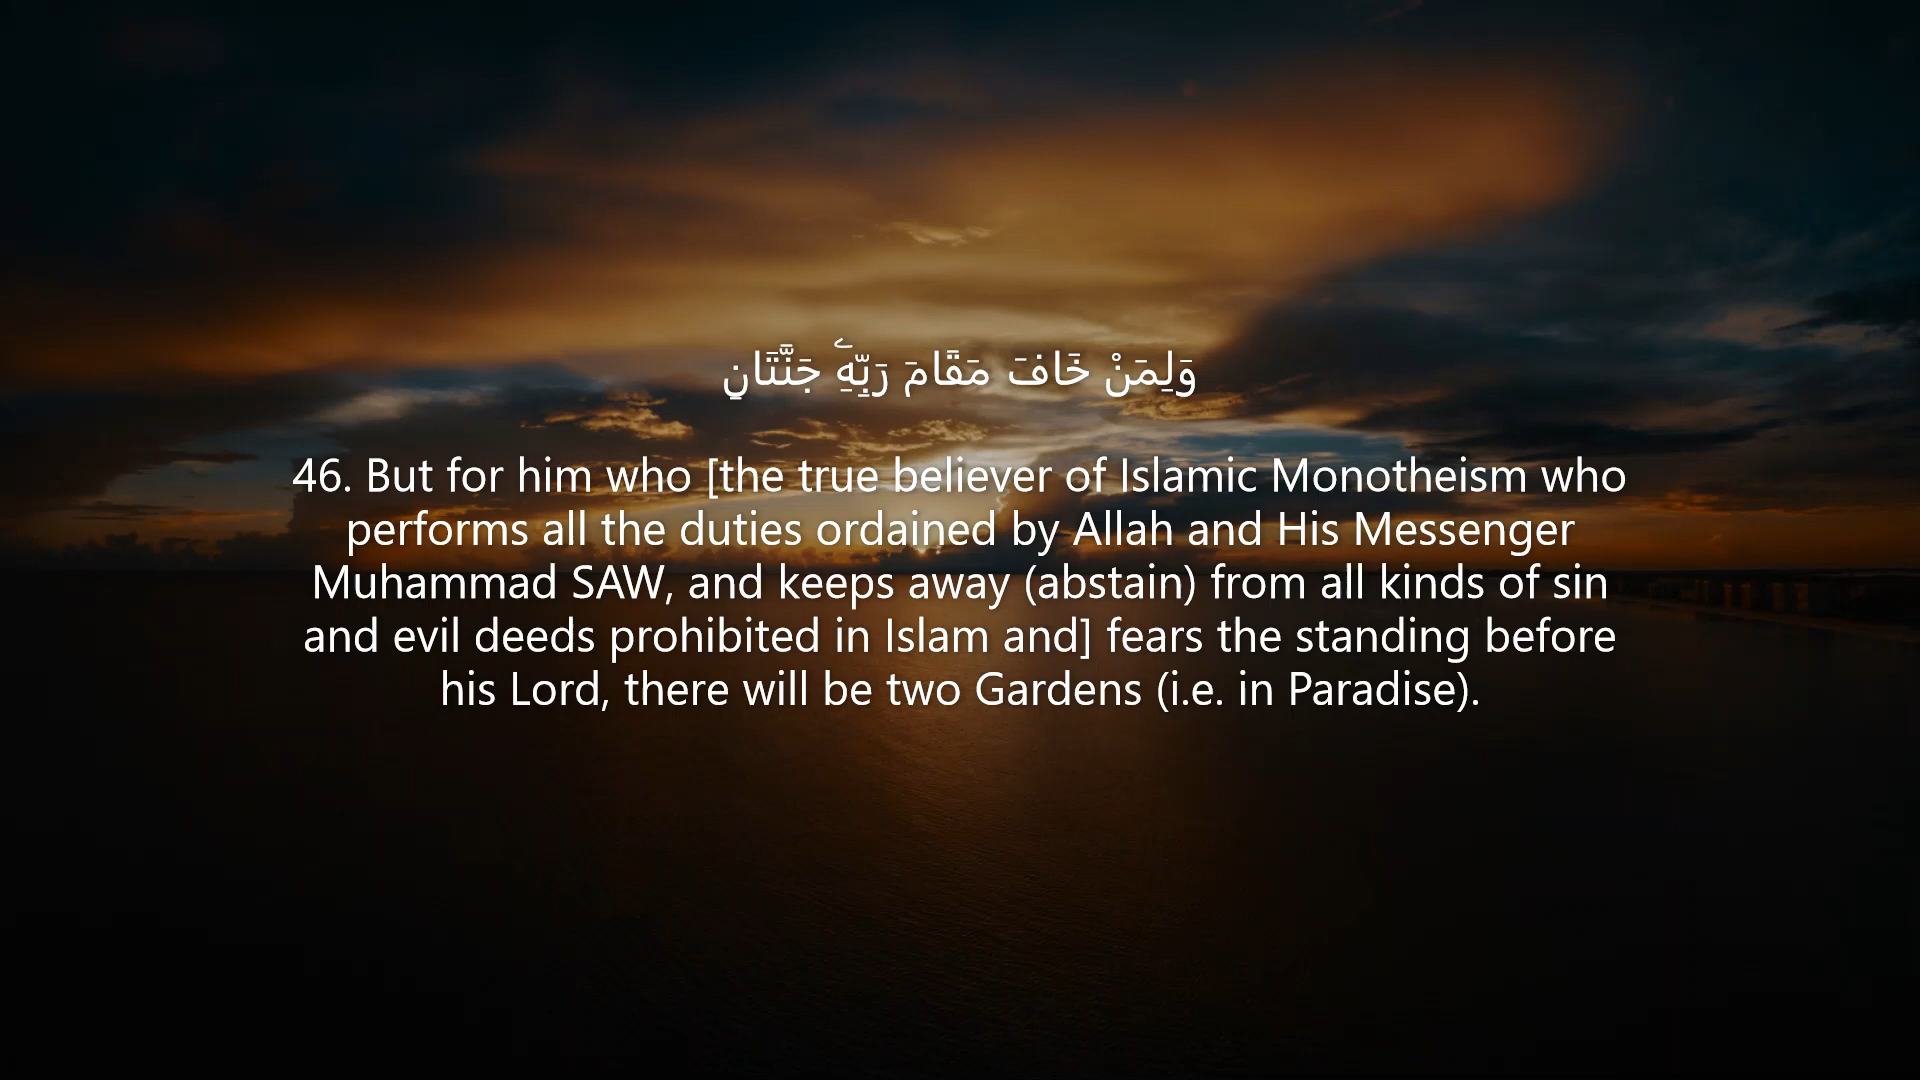 وَلِمَنْ خَافَ مَقَامَ رَبِّهِۦ جَنَّتَانِ
46. But for him who [the true believer of Islamic Monotheism who
performs all the duties ordained by Allah and His Messenger
Muhammad SAW, and keeps away (abstain) from all kinds of sin
and evil deeds prohibited in Islam and] fears the standing before
his Lord, there will be two Gardens (i.e. in Paradise).